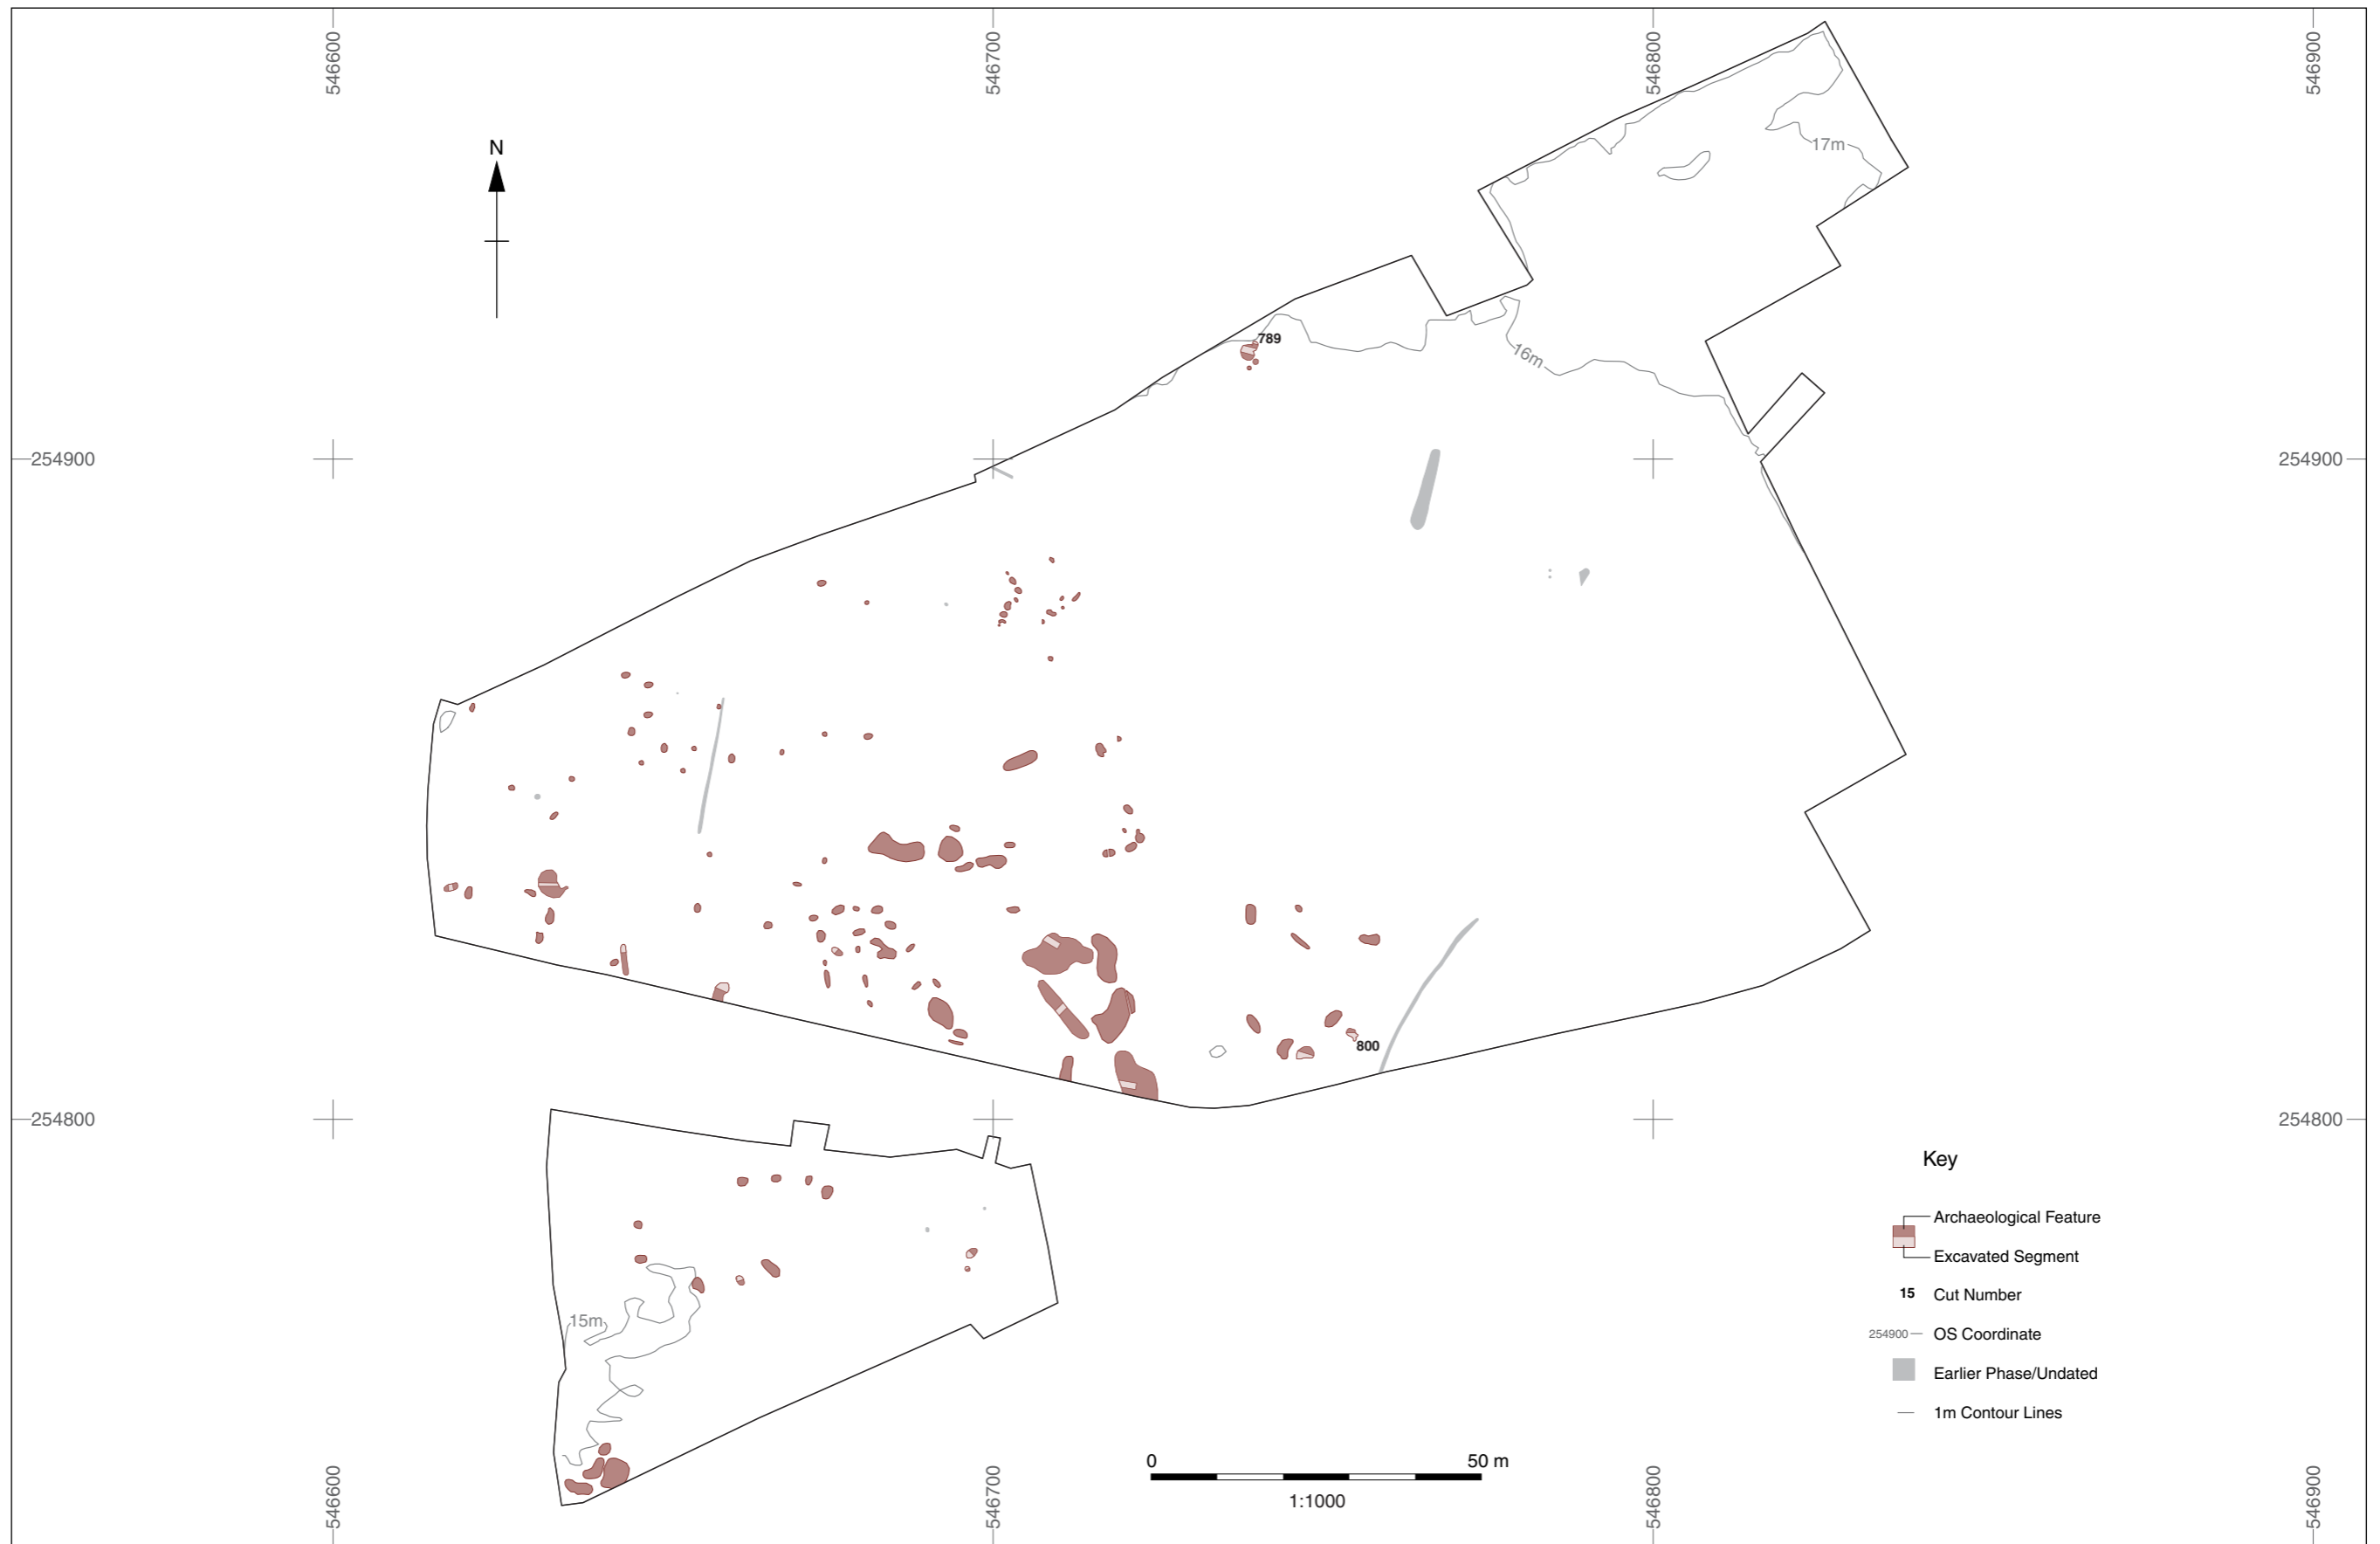 546600
546700
546800
546900
N
17m
789
16m
254900
254900
800
254800
254800
15m
Key
Archaeological Feature
Excavated Segment
15 Cut Number
254900 OS Coordinate
Earlier Phase/Undated
1m Contour Lines
0 50 m
1:1000
546600
546700
546800
546900